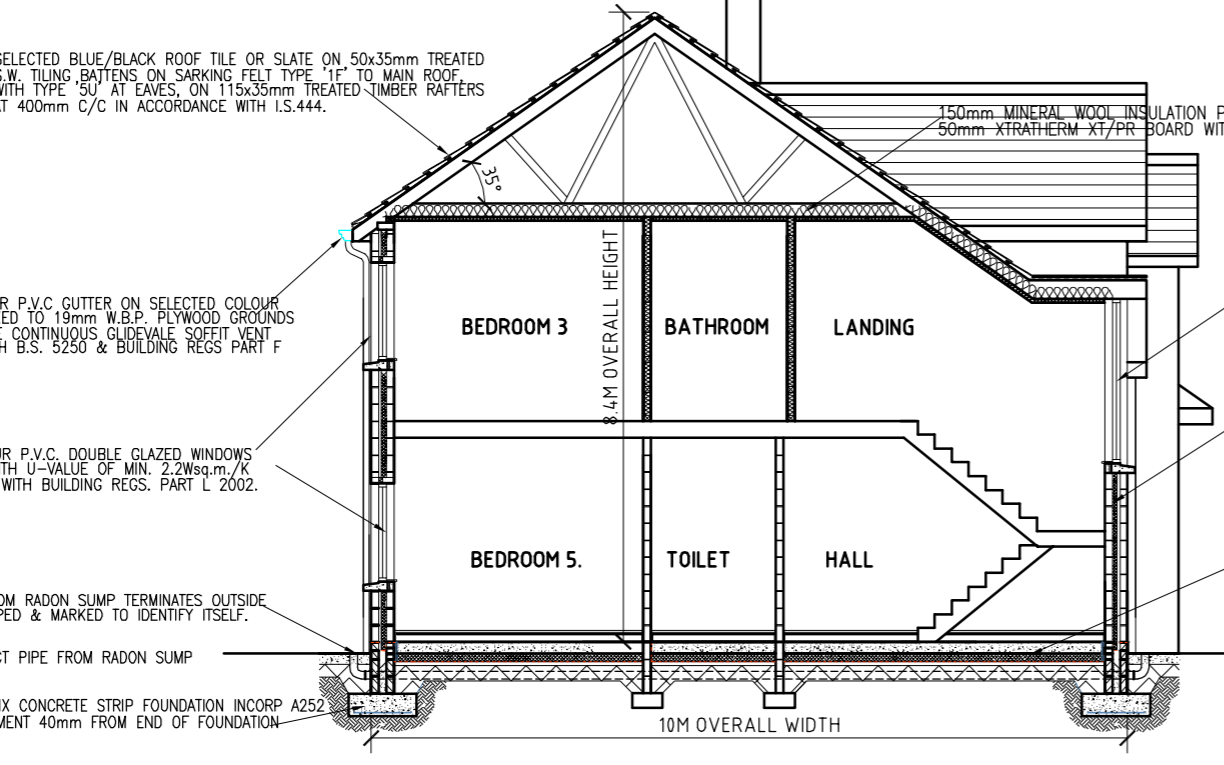 SELECTED BLUE/BLACK ROOF TILE OR SLATE ON 50x35mm TREATED
S.W. TILING BATTENS ON SARKING FELT TYPE '1F' TO MAIN ROOF,
WITH TYPE '5U' AT EAVES, ON 115x35mm TREATED TIMBER RAFTERS
AT 400mm C/C IN ACCORDANCE WITH I.S.444.
150mm MINERAL WOOL INSULATION P
50mm XTRATHERM XT/PR BOARD WIT
35°
8.4M OVERALL HEIGHT
R P.V.C GUTTER ON SELECTED COLOUR
ED TO 19mm W.B.P. PLYWOOD GROUNDS
E CONTINUOUS GLIDEVALE SOFFIT VENT
H B.S. 5250 & BUILDING REGS PART F
BEDROOM 3
BATHROOM
LANDING
UR P.V.C. DOUBLE GLAZED WINDOWS
TH U-VALUE OF MIN. 2.2Wsq.m./K
WITH BUILDING REGS. PART L 2002.
BEDROOM 5.
TOILET
HALL
OM RADON SUMP TERMINATES OUTSIDE
PED & MARKED TO IDENTIFY ITSELF.
CT PIPE FROM RADON SUMP
IX CONCRETE STRIP FOUNDATION INCORP A252
MENT 40mm FROM END OF FOUNDATION
10M OVERALL WIDTH